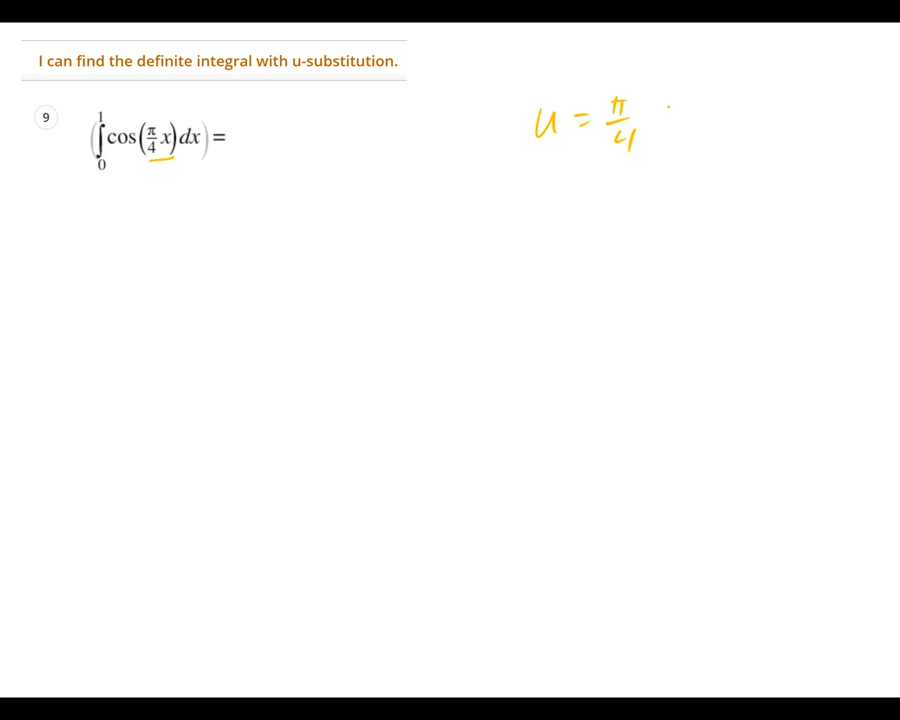 I can find the definite integral with u-substitution.
9
(∫₀¹ cos(π/4 x)dx) =
u = π/4